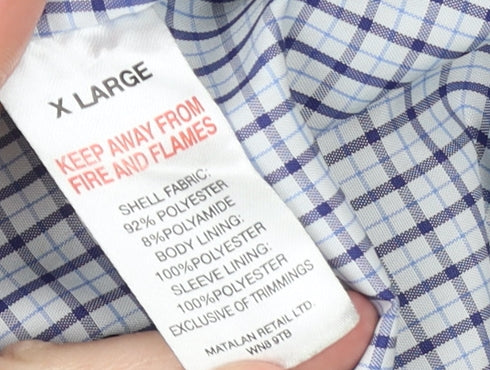 X LARGE
KEEP AWAY FROM
FIRE AND FLAMES
SHELL FABRIC:
92% POLYESTER
8%POLYAMIDE
BODY LINING:
100%POLYESTER
SLEEVE LINING:
100%POLYESTER
EXCLUSIVE OF TRIMMINGS
MATALAN RETAIL LTD.
WN8 9TB